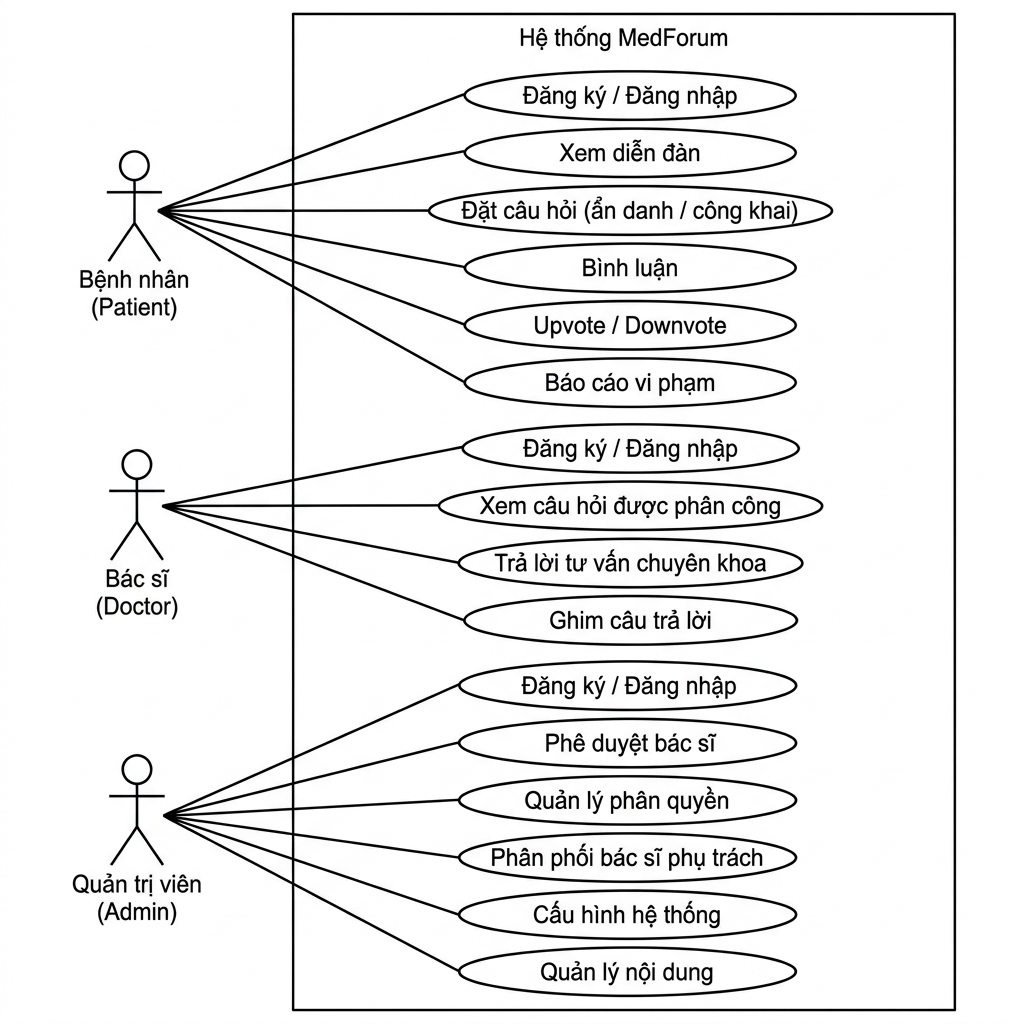 Hệ thống MedForum
Đăng ký / Đăng nhập
Xem diễn đàn
Đặt câu hỏi (ẩn danh / công khai)
Bình luận
Upvote / Downvote
Báo cáo vi phạm
Bệnh nhân
(Patient)
Đăng ký / Đăng nhập
Xem câu hỏi được phân công
Trả lời tư vấn chuyên khoa
Ghim câu trả lời
Bác sĩ
(Doctor)
Đăng ký / Đăng nhập
Phê duyệt bác sĩ
Quản lý phân quyền
Phân phối bác sĩ phụ trách
Cấu hình hệ thống
Quản lý nội dung
Quản trị viên
(Admin)